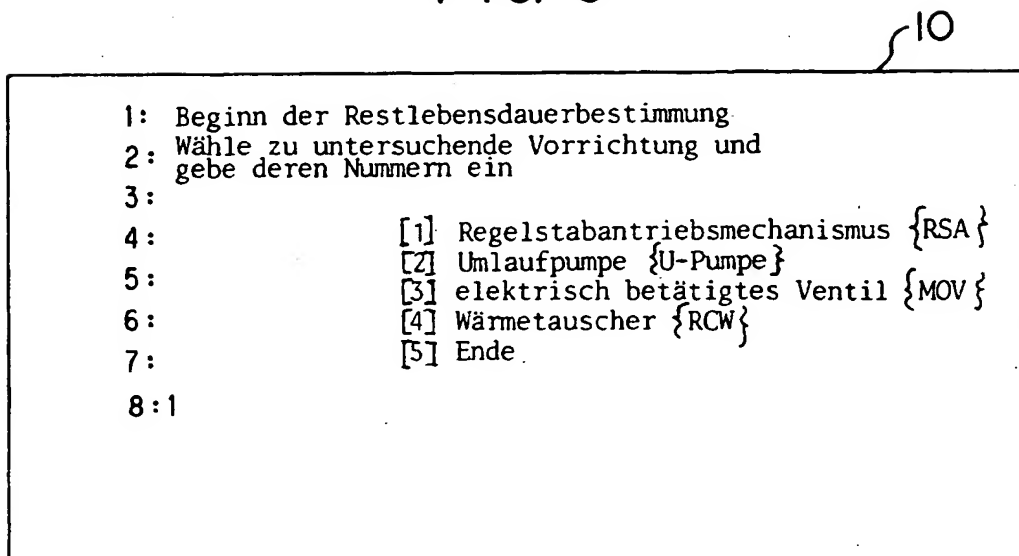 10
1: Beginn der Restlebensdauerbestimmung
2: Wähle zu untersuchende Vorrichtung und
gebe deren Nummern ein
3:
4: [1] Regelstabantriebsmechanismus {RSA}
[2] Umlaufpumpe {U-Pumpe}
5: [3] elektrisch betätigtes Ventil {MOV}
6: [4] Wärmetauscher {RCW}
7: [5] Ende
8:1